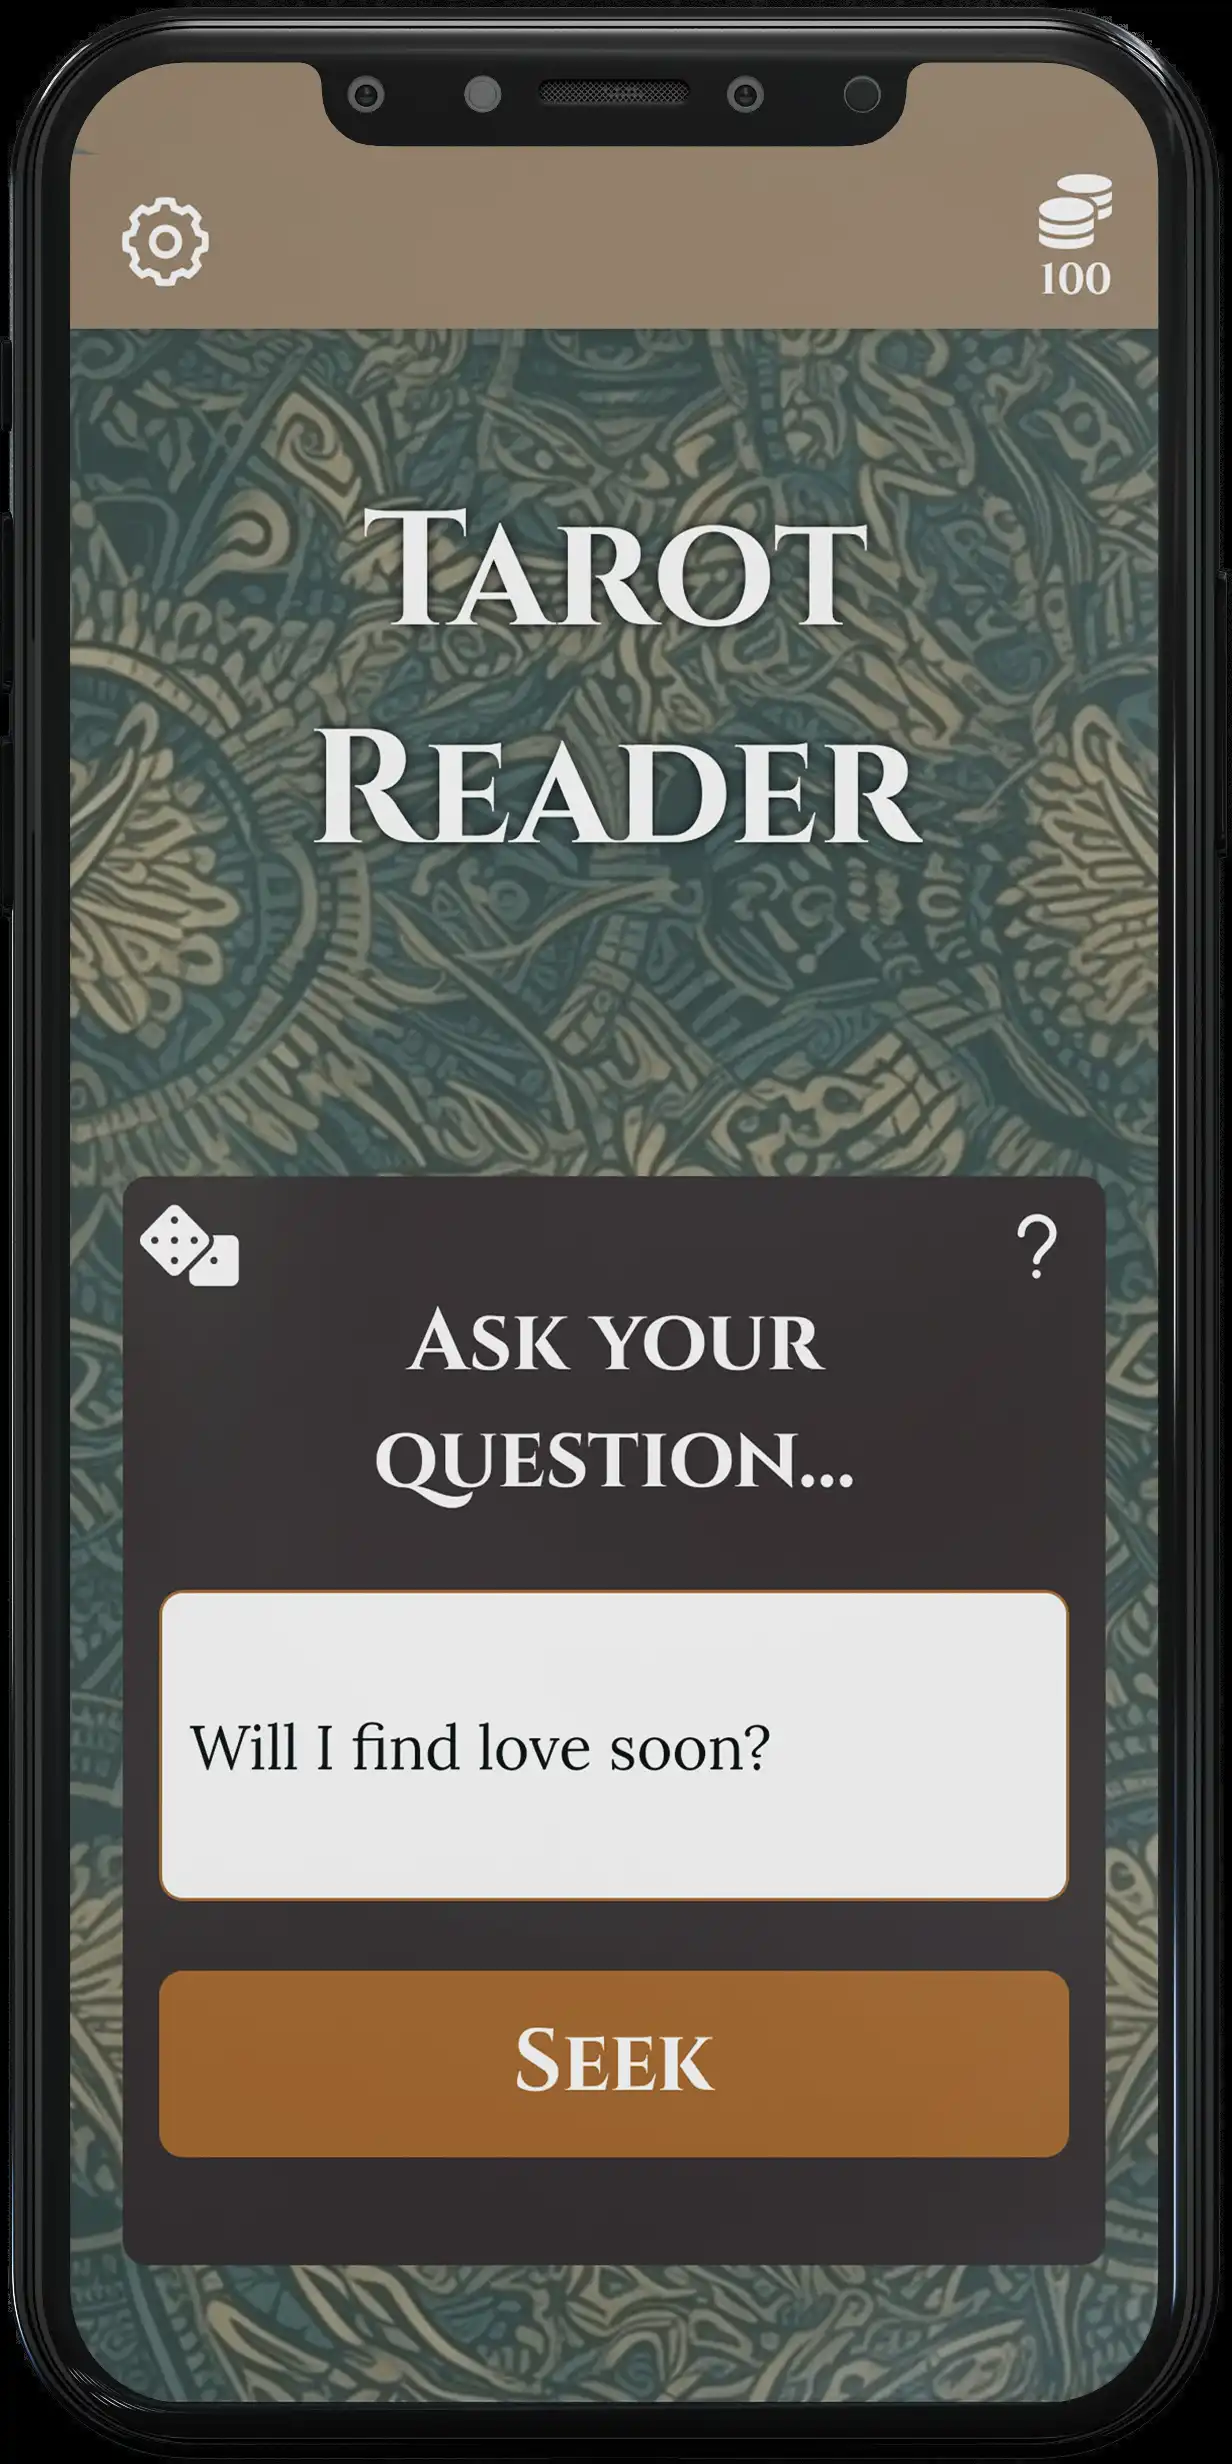 100
Tarot
Reader
?
Ask your
question...
Will I find love soon?
Seek